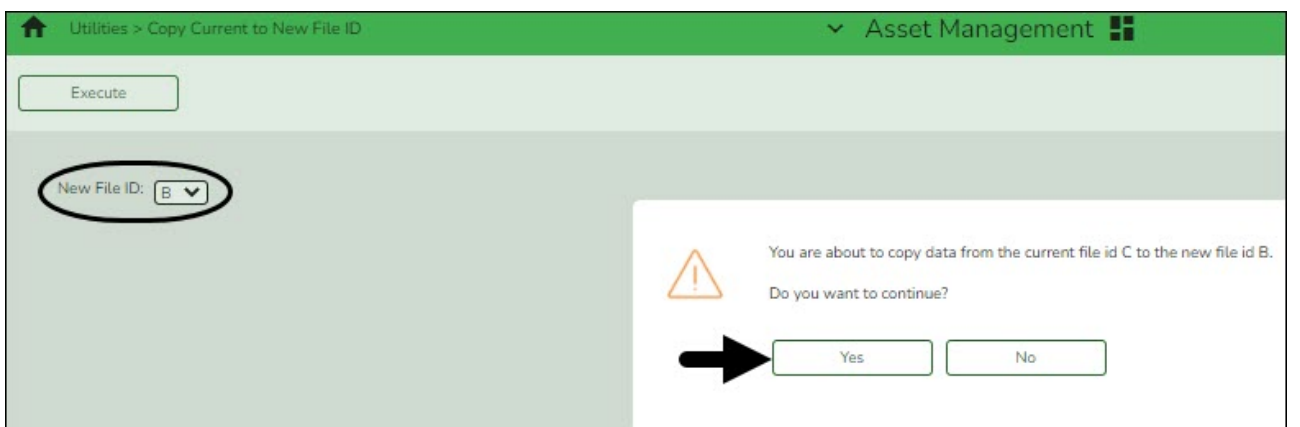 Utilities > Copy Current to New File ID
Asset Management
Execute
New File ID: B
You are about to copy data from the current file id C to the new file id B.
Do you want to continue?
Yes No